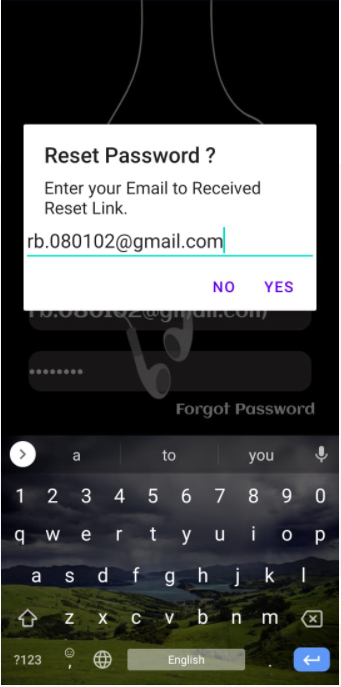 Reset Password ?
Enter your Email to Received
Reset Link.
rb.080102@gmail.com
NO YES
rb.080102@gmail.com
••••••••
Forgot Password
a to you
1 2 3 4 5 6 7 8 9 0
q w e r t y u i o p
a s d f g h j k l
z x c v b n m
?123 , English .